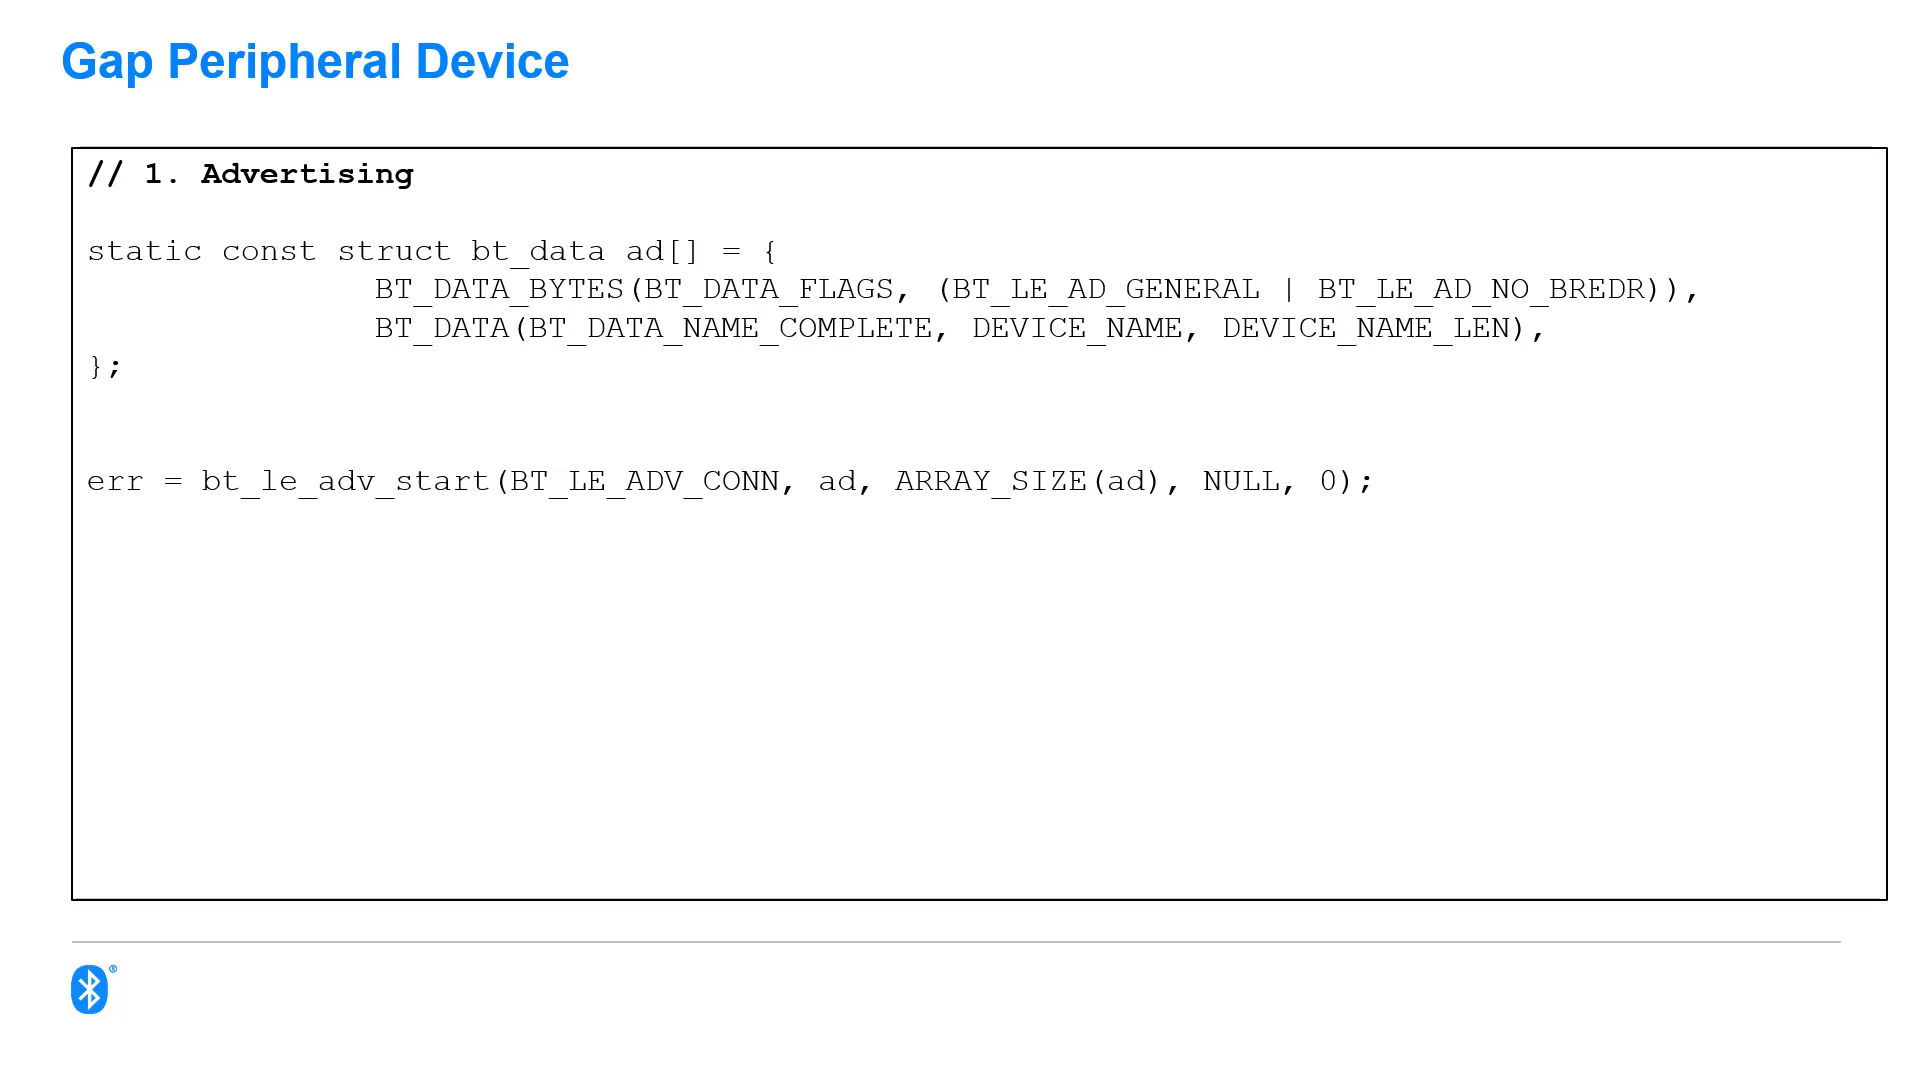 Gap Peripheral Device
// 1. Advertising
static const struct bt_data ad[] = {
BT_DATA_BYTES(BT_DATA_FLAGS, (BT_LE_AD_GENERAL | BT_LE_AD_NO_BREDR)),
BT_DATA(BT_DATA_NAME_COMPLETE, DEVICE_NAME, DEVICE_NAME_LEN),
};
err = bt_le_adv_start(BT_LE_ADV_CONN, ad, ARRAY_SIZE(ad), NULL, 0);
®